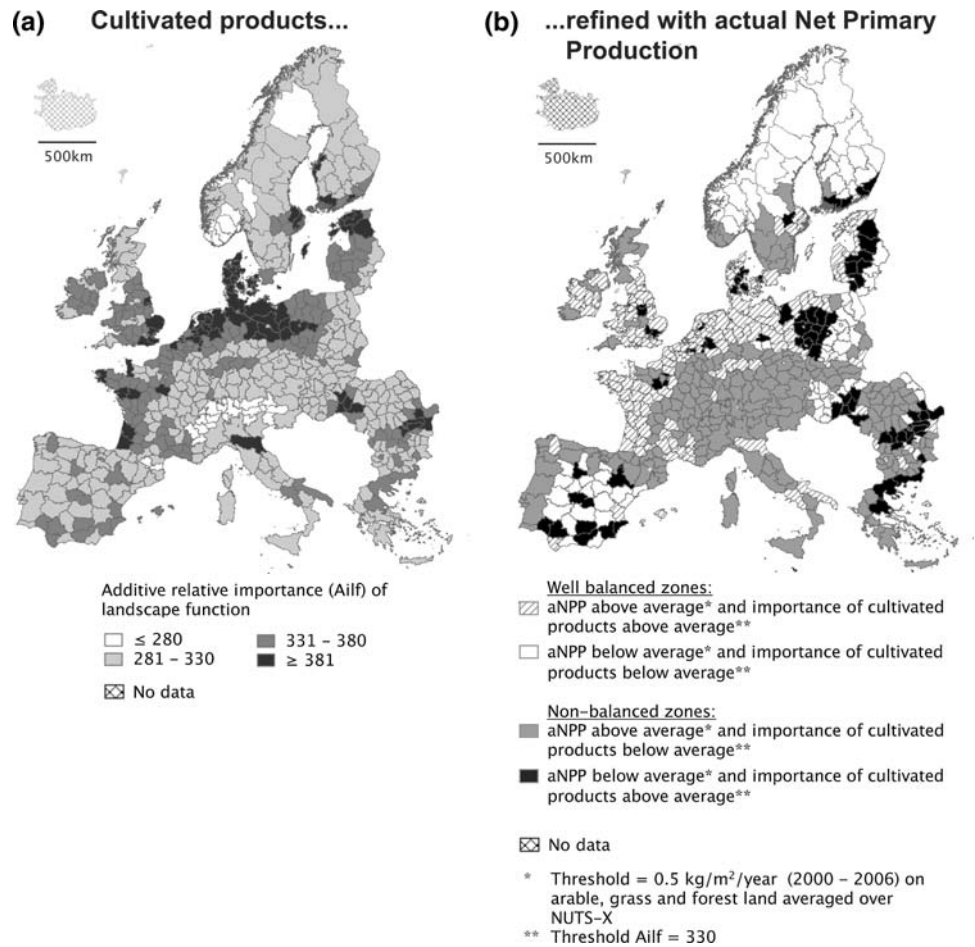 (a) Cultivated products...
500km
Additive relative importance (Ailf) of
landscape function
≤ 280
331 – 380
281 – 330
≥ 381
No data
(b) ...refined with actual Net Primary
Production
500km
Well balanced zones:
aNPP above average* and importance of cultivated
products above average**
aNPP below average* and importance of cultivated
products below average**
Non-balanced zones:
aNPP above average* and importance of cultivated
products below average**
aNPP below average* and importance of cultivated
products above average**
No data
* Threshold = 0.5 kg/m²/year (2000 – 2006) on
arable, grass and forest land averaged over
NUTS-X
** Threshold Ailf = 330